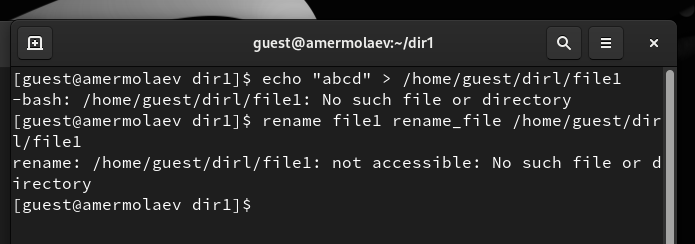 guest@amermolaev:~/dir1
[guest@amermolaev dir1]$ echo "abcd" > /home/guest/dirl/file1
-bash: /home/guest/dirl/file1: No such file or directory
[guest@amermolaev dir1]$ rename file1 rename_file /home/guest/dir
l/file1
rename: /home/guest/dirl/file1: not accessible: No such file or d
irectory
[guest@amermolaev dir1]$